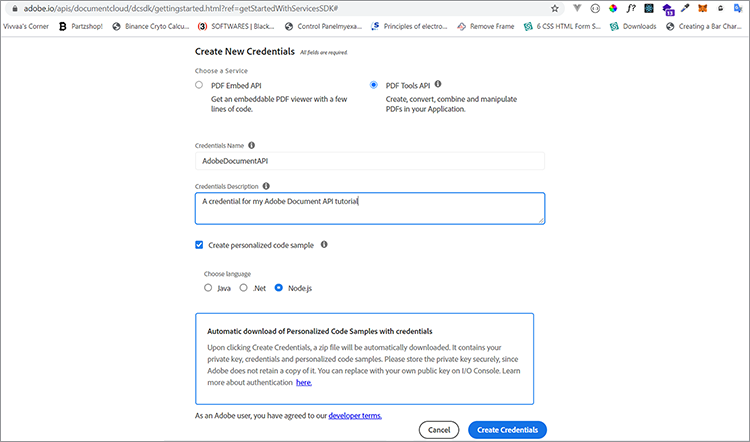 adobe.io/apis/documentcloud/dcsdk/gettingstarted.html?ref=getStartedWithServicesSDK#
Vivvaa's Corner Partzshop! Binance Cryto Calcu... SOFTWARES | Black... Control Panelmyexa... Principles of electro... Remove Frame 6 CSS HTML Form S... Downloads Creating a Bar Char...
Create New Credentials All fields are required.
Choose a Service
PDF Embed API PDF Tools API
Get an embeddable PDF viewer with a few Create, convert, combine and manipulate
lines of code. PDFs in your Application.
Credentials Name
AdobeDocumentAPI
Credentials Description
A credential for my Adobe Document API tutorial
Create personalized code sample
Choose language
Java .Net Node.js
Automatic download of Personalized Code Samples with credentials
Upon clicking Create Credentials, a zip file will be automatically downloaded. It contains your
private key, credentials and personalized code samples. Please store the private key securely, since
Adobe does not retain a copy of it. You can replace with your own public key on I/O Console. Learn
more about authentication here.
As an Adobe user, you have agreed to our developer terms.
Cancel Create Credentials